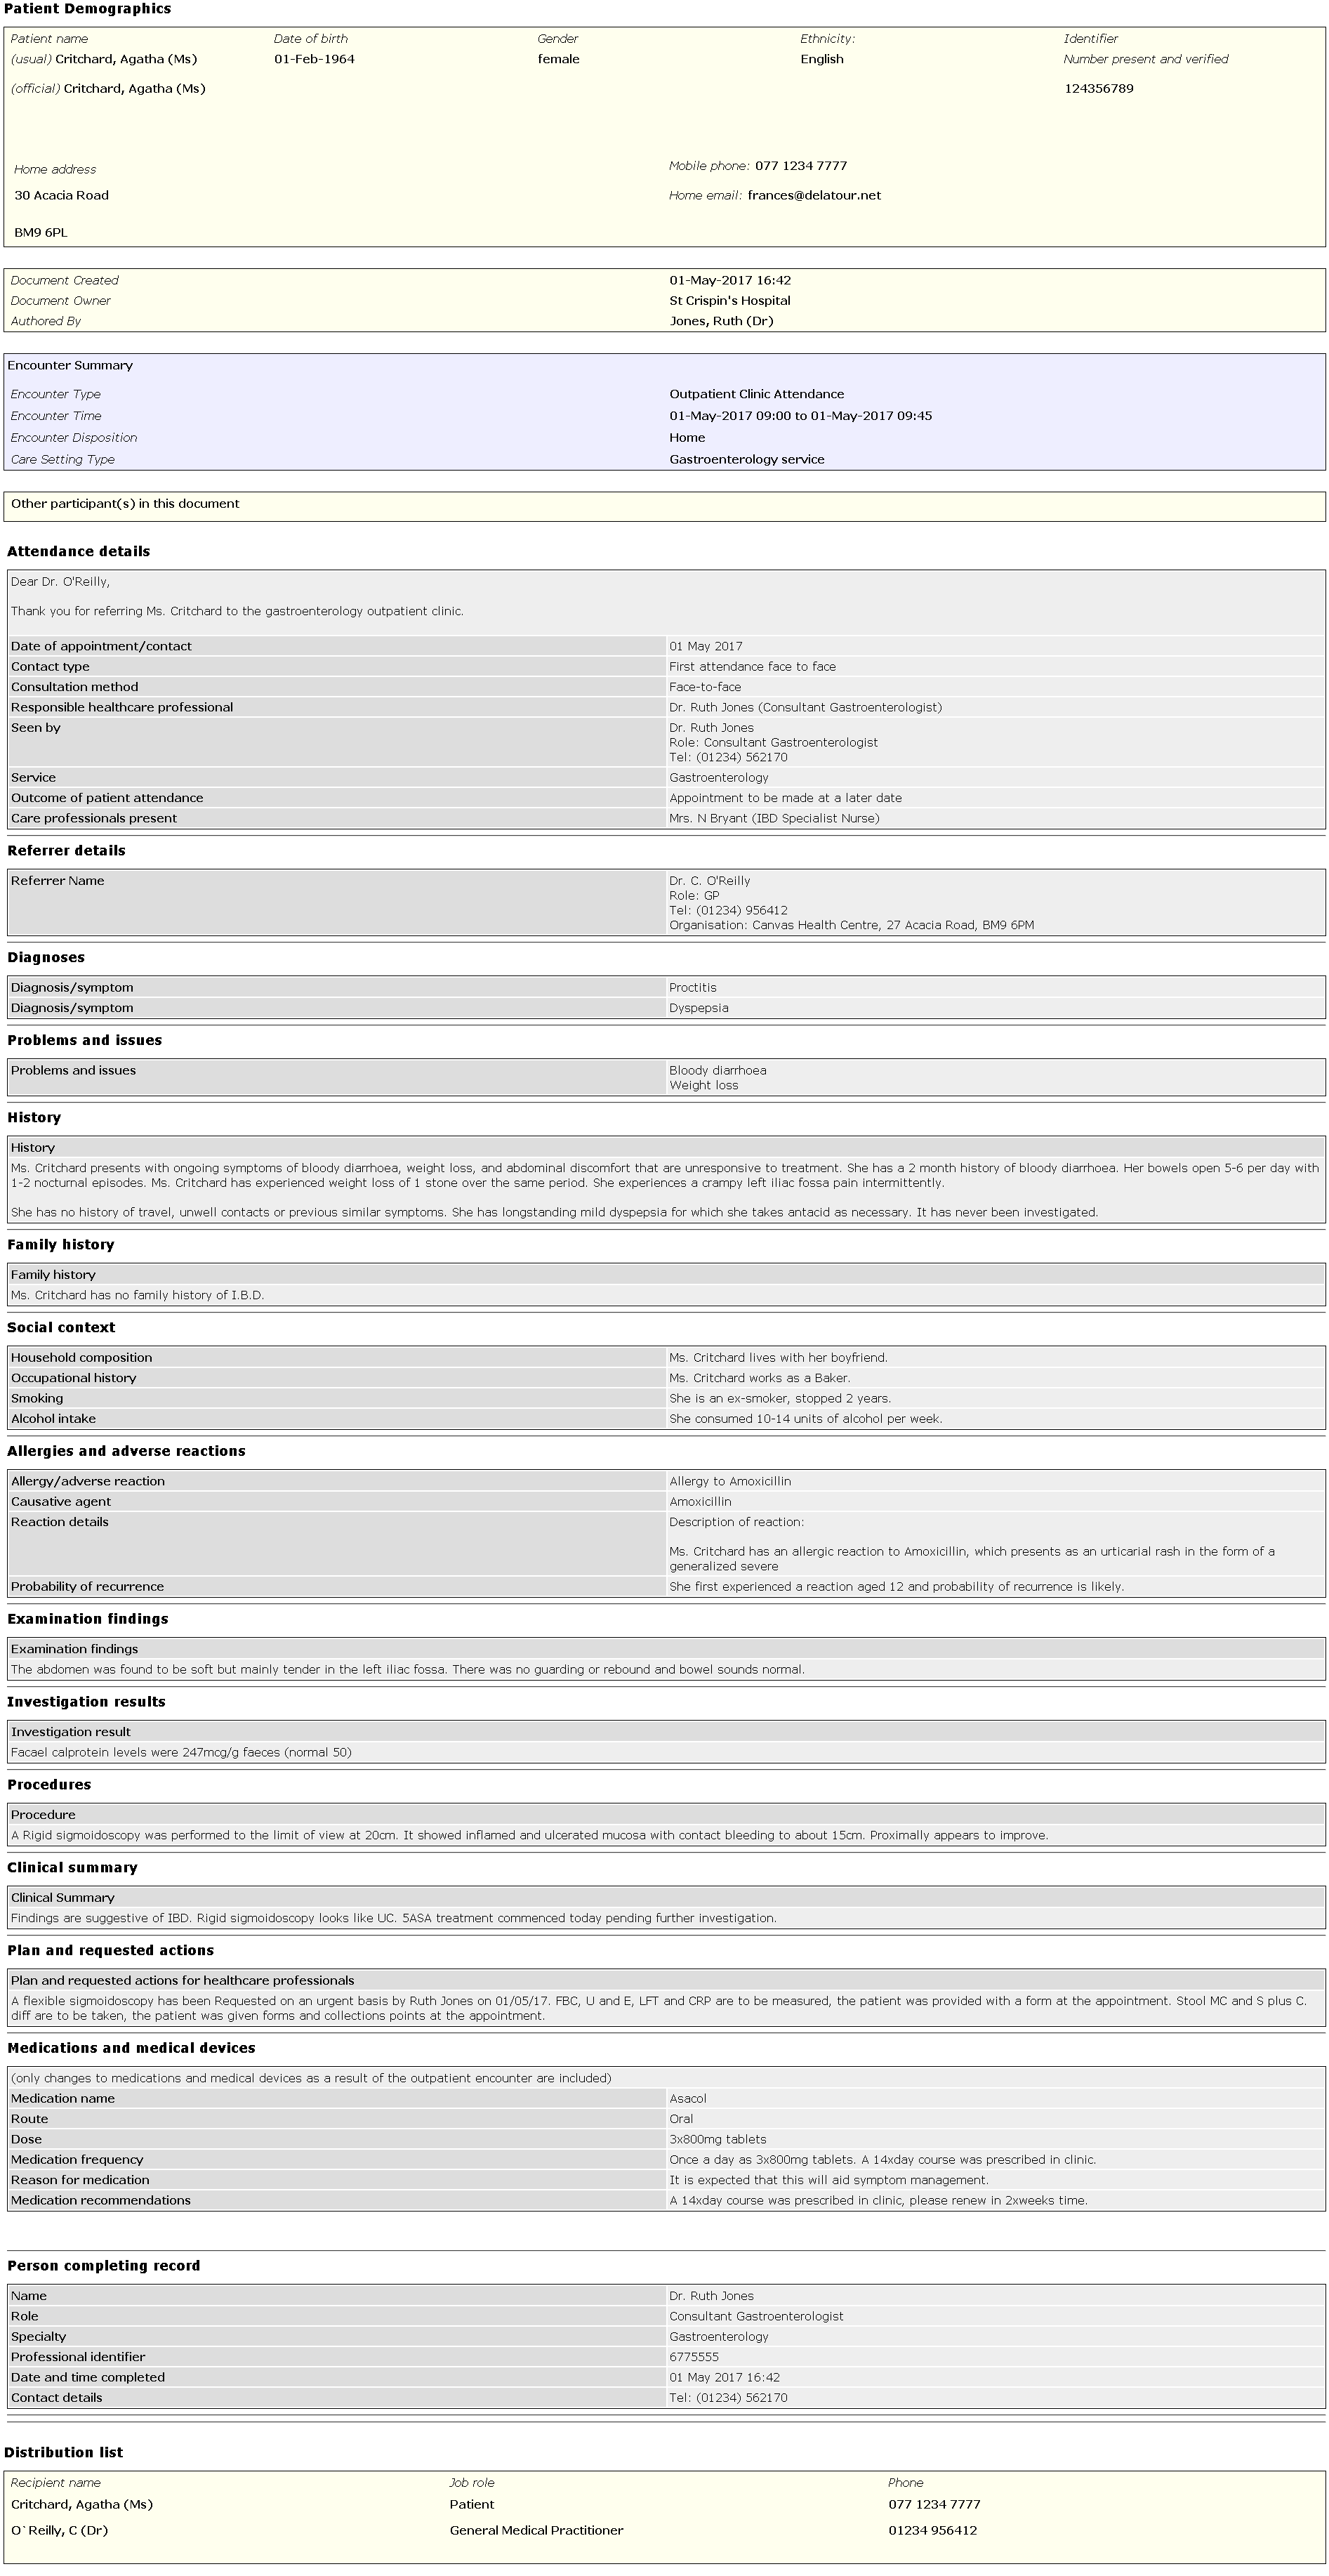 Patient Demographics
Patient name Date of birth Gender Ethnicity: Identifier
(usual) Critchard, Agatha (Ms) 01-Feb-1964 female English Number present and verified
(official) Critchard, Agatha (Ms) 124356789
Home address Mobile phone: 077 1234 7777
30 Acacia Road Home email: frances@delatour.net
BM9 6PL
Document Created 01-May-2017 16:42
Document Owner St Crispin's Hospital
Authored By Jones, Ruth (Dr)
Encounter Summary
Encounter Type Outpatient Clinic Attendance
Encounter Time 01-May-2017 09:00 to 01-May-2017 09:45
Encounter Disposition Home
Care Setting Type Gastroenterology service
Other participant(s) in this document
Attendance details
Dear Dr. O'Reilly,
Thank you for referring Ms. Critchard to the gastroenterology outpatient clinic.
Date of appointment/contact 01 May 2017
Contact type First attendance face to face
Consultation method Face-to-face
Responsible healthcare professional Dr. Ruth Jones (Consultant Gastroenterologist)
Seen by Dr. Ruth Jones
Role: Consultant Gastroenterologist
Tel: (01234) 562170
Service Gastroenterology
Outcome of patient attendance Appointment to be made at a later date
Care professionals present Mrs. N Bryant (IBD Specialist Nurse)
Referrer details
Referrer Name Dr. C. O'Reilly
Role: GP
Tel: (01234) 956412
Organisation: Canvas Health Centre, 27 Acacia Road, BM9 6PM
Diagnoses
Diagnosis/symptom Proctitis
Diagnosis/symptom Dyspepsia
Problems and issues
Problems and issues Bloody diarrhoea
Weight loss
History
History
Ms. Critchard presents with ongoing symptoms of bloody diarrhoea, weight loss, and abdominal discomfort that are unresponsive to treatment. She has a 2 month history of bloody diarrhoea. Her bowels open 5-6 per day with
1-2 nocturnal episodes. Ms. Critchard has experienced weight loss of 1 stone over the same period. She experiences a crampy left iliac fossa pain intermittently.
She has no history of travel, unwell contacts or previous similar symptoms. She has longstanding mild dyspepsia for which she takes antacid as necessary. It has never been investigated.
Family history
Family history
Ms. Critchard has no family history of I.B.D.
Social context
Household composition Ms. Critchard lives with her boyfriend.
Occupational history Ms. Critchard works as a Baker.
Smoking She is an ex-smoker, stopped 2 years.
Alcohol intake She consumed 10-14 units of alcohol per week.
Allergies and adverse reactions
Allergy/adverse reaction Allergy to Amoxicillin
Causative agent Amoxicillin
Reaction details Description of reaction:
Ms. Critchard has an allergic reaction to Amoxicillin, which presents as an urticarial rash in the form of a
generalized severe
Probability of recurrence She first experienced a reaction aged 12 and probability of recurrence is likely.
Examination findings
Examination findings
The abdomen was found to be soft but mainly tender in the left iliac fossa. There was no guarding or rebound and bowel sounds normal.
Investigation results
Investigation result
Facael calprotein levels were 247mcg/g faeces (normal 50)
Procedures
Procedure
A Rigid sigmoidoscopy was performed to the limit of view at 20cm. It showed inflamed and ulcerated mucosa with contact bleeding to about 15cm. Proximally appears to improve.
Clinical summary
Clinical Summary
Findings are suggestive of IBD. Rigid sigmoidoscopy looks like UC. 5ASA treatment commenced today pending further investigation.
Plan and requested actions
Plan and requested actions for healthcare professionals
A flexible sigmoidoscopy has been Requested on an urgent basis by Ruth Jones on 01/05/17. FBC, U and E, LFT and CRP are to be measured, the patient was provided with a form at the appointment. Stool MC and S plus C.
diff are to be taken, the patient was given forms and collections points at the appointment.
Medications and medical devices
(only changes to medications and medical devices as a result of the outpatient encounter are included)
Medication name Asacol
Route Oral
Dose 3x800mg tablets
Medication frequency Once a day as 3x800mg tablets. A 14xday course was prescribed in clinic.
Reason for medication It is expected that this will aid symptom management.
Medication recommendations A 14xday course was prescribed in clinic, please renew in 2xweeks time.
Person completing record
Name Dr. Ruth Jones
Role Consultant Gastroenterologist
Specialty Gastroenterology
Professional identifier 6775555
Date and time completed 01 May 2017 16:42
Contact details Tel: (01234) 562170
Distribution list
Recipient name Job role Phone
Critchard, Agatha (Ms) Patient 077 1234 7777
O`Reilly, C (Dr) General Medical Practitioner 01234 956412